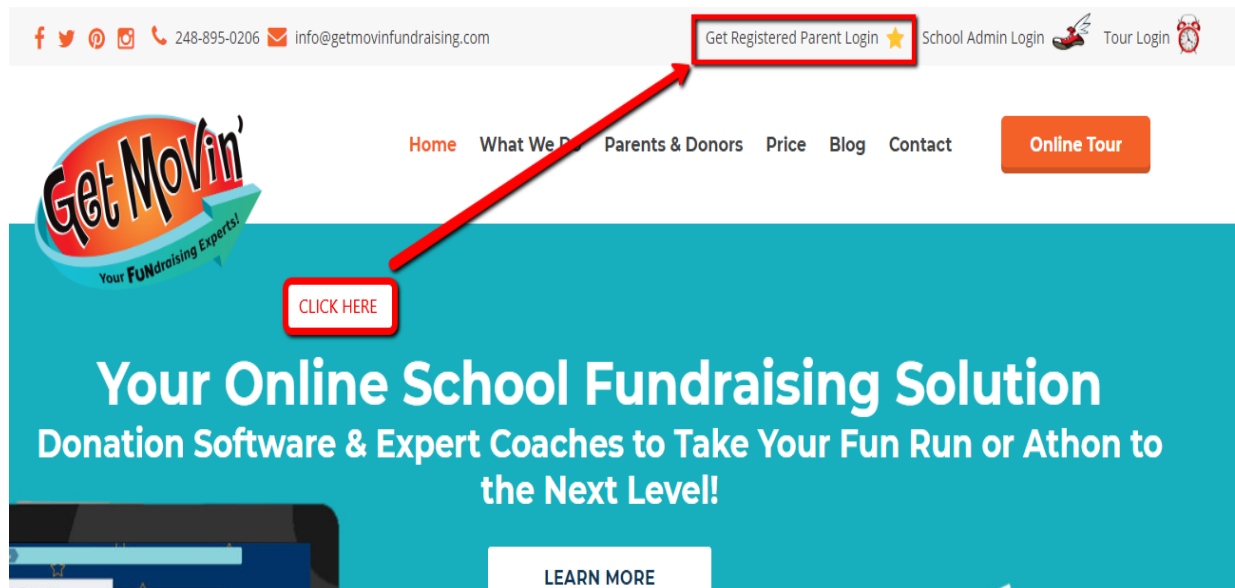 248-895-0206 info@getmovinfundraising.com Get Registered Parent Login School Admin Login Tour Login
Get Movin'
Your FUNdraising Experts!
Home What We Do Parents & Donors Price Blog Contact Online Tour
CLICK HERE
Your Online School Fundraising Solution
Donation Software & Expert Coaches to Take Your Fun Run or Athon to
the Next Level!
LEARN MORE